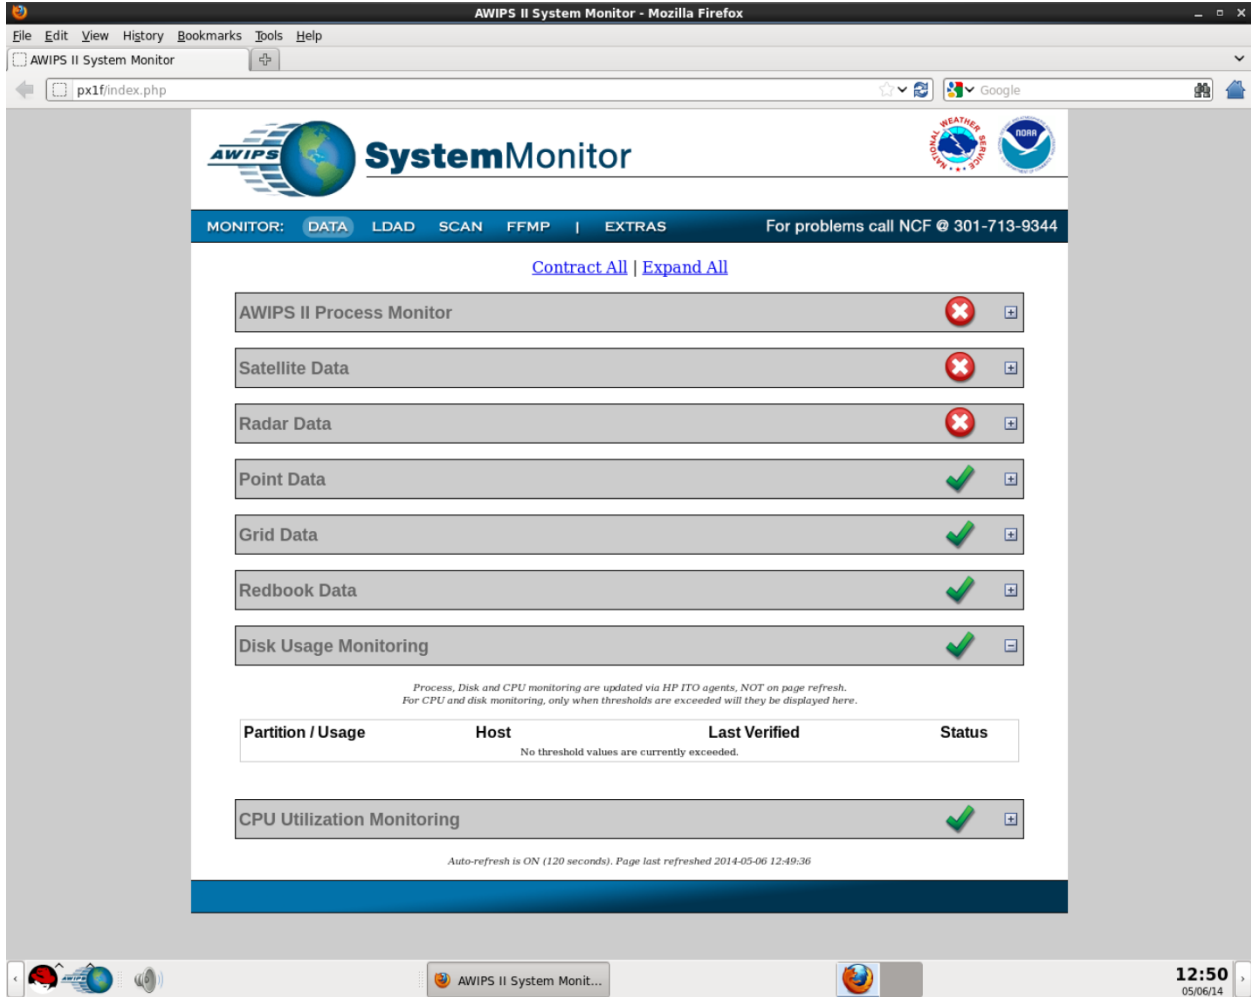 AWIPS II System Monitor - Mozilla Firefox
File Edit View History Bookmarks Tools Help
AWIPS II System Monitor
px1f/index.php
Google
AWIPS
SystemMonitor
NATIONAL WEATHER SERVICE
NOAA
MONITOR: DATA LDAD SCAN FFMP | EXTRAS For problems call NCF @ 301-713-9344
Contract All | Expand All
AWIPS II Process Monitor
Satellite Data
Radar Data
Point Data
Grid Data
Redbook Data
Disk Usage Monitoring
Process, Disk and CPU monitoring are updated via HP ITO agents, NOT on page refresh.
For CPU and disk monitoring, only when thresholds are exceeded will they be displayed here.
Partition / Usage Host Last Verified Status
No threshold values are currently exceeded.
CPU Utilization Monitoring
Auto-refresh is ON (120 seconds). Page last refreshed 2014-05-06 12:49:36
AWIPS
AWIPS II System Monit...
12:50
05/06/14